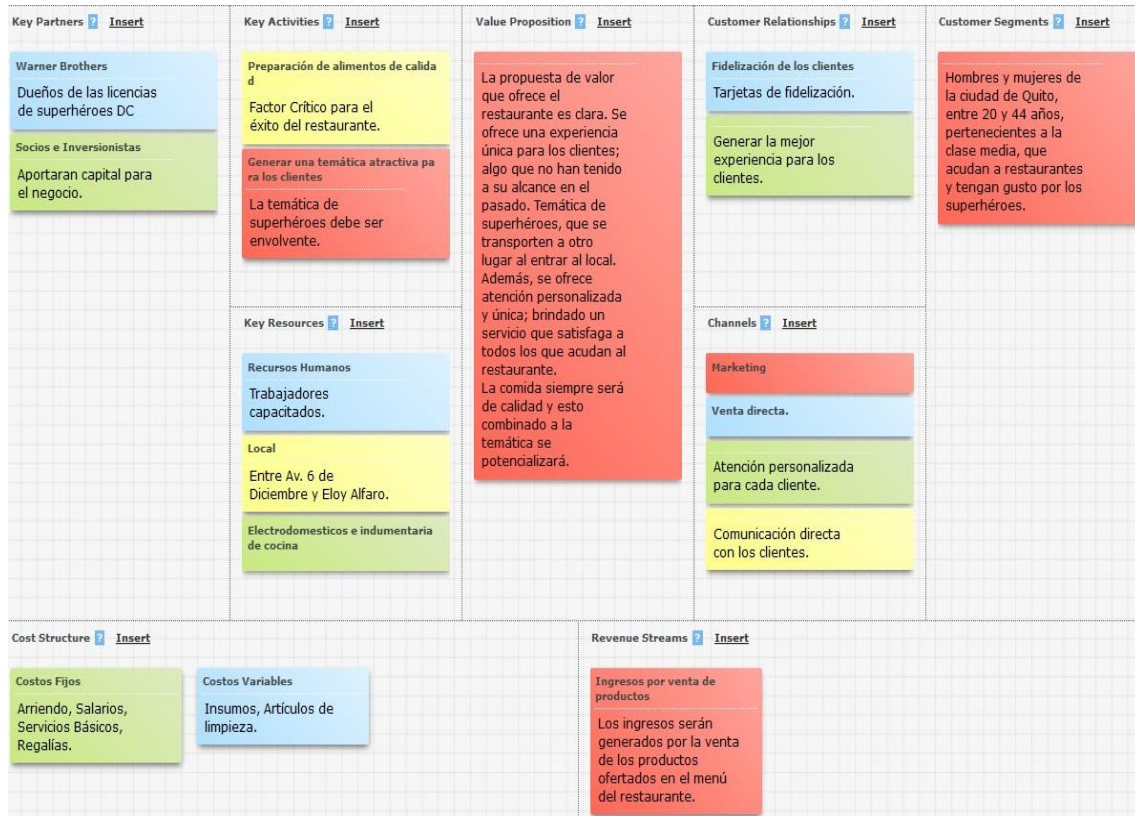 Key Partners ? Insert
Warner Brothers
Dueños de las licencias
de superhéroes DC
Socios e Inversionistas
Aportaran capital para
el negocio.
Key Activities ? Insert
Preparación de alimentos de calida
d
Factor Crítico para el
éxito del restaurante.
Generar una temática atractiva pa
ra los clientes
La temática de
superhéroes debe ser
envolvente.
Key Resources ? Insert
Recursos Humanos
Trabajadores
capacitados.
Local
Entre Av. 6 de
Diciembre y Eloy Alfaro.
Electrodomesticos e indumentaria
de cocina
Value Proposition ? Insert
La propuesta de valor
que ofrece el
restaurante es clara. Se
ofrece una experiencia
única para los clientes;
algo que no han tenido
a su alcance en el
pasado. Temática de
superhéroes, que se
transporten a otro
lugar al entrar al local.
Además, se ofrece
atención personalizada
y única; brindado un
servicio que satisfaga a
todos los que acudan al
restaurante.
La comida siempre será
de calidad y esto
combinado a la
temática se
potencializará.
Customer Relationships ? Insert
Fidelización de los clientes
Tarjetas de fidelización.
Generar la mejor
experiencia para los
clientes.
Channels ? Insert
Marketing
Venta directa.
Atención personalizada
para cada cliente.
Comunicación directa
con los clientes.
Customer Segments ? Insert
Hombres y mujeres de
la ciudad de Quito,
entre 20 y 44 años,
pertenecientes a la
clase media, que
acudan a restaurantes
y tengan gusto por los
superhéroes.
Cost Structure ? Insert
Costos Fijos
Arriendo, Salarios,
Servicios Básicos,
Regalías.
Costos Variables
Insumos, Artículos de
limpieza.
Revenue Streams ? Insert
Ingresos por venta de
productos
Los ingresos serán
generados por la venta
de los productos
ofertados en el menú
del restaurante.